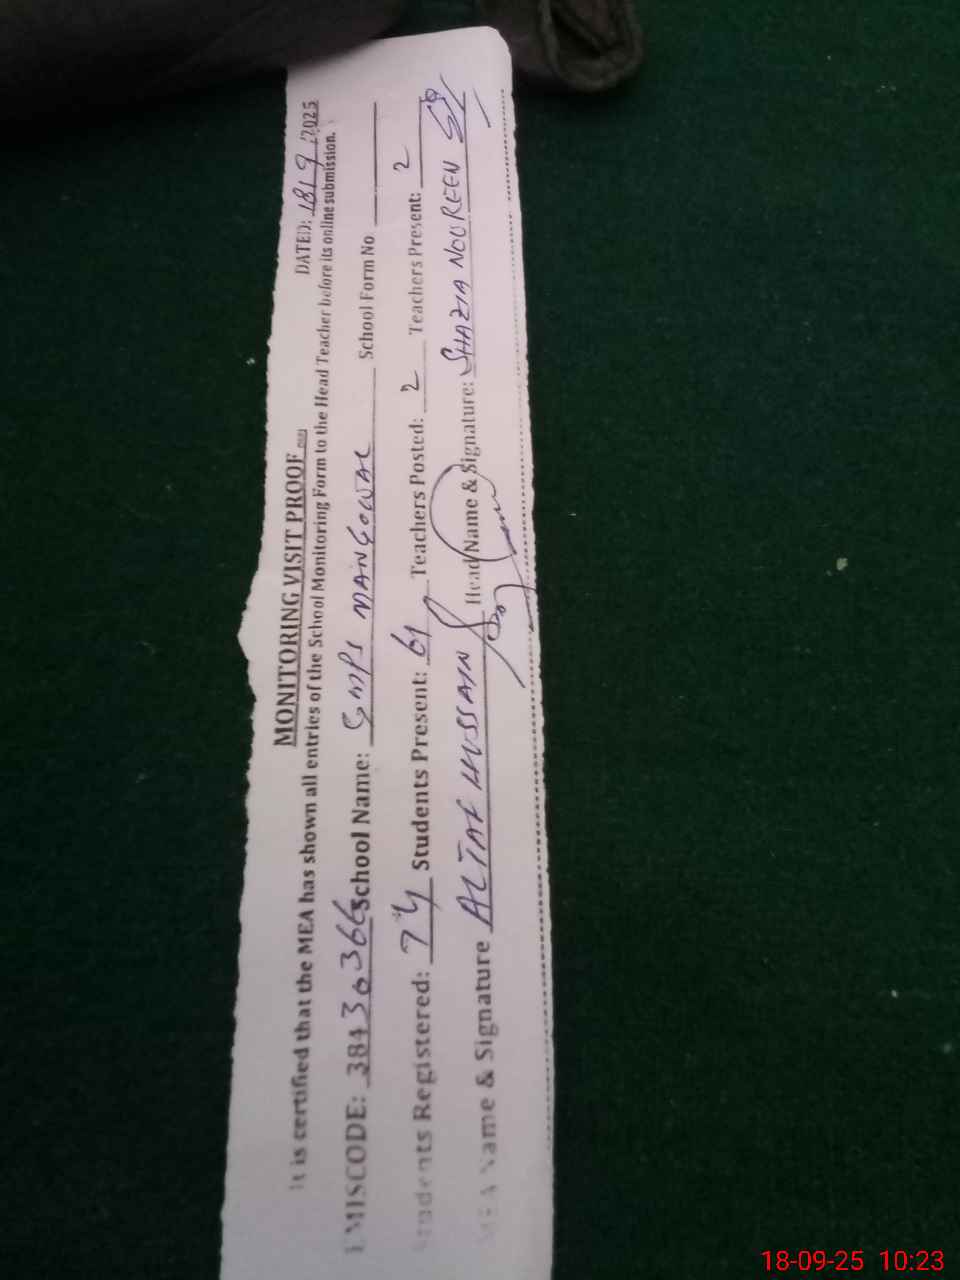 MONITORING VISIT PROOF
DATED: 18/9/2025
It is certified that the MEA has shown all entries of the School Monitoring Form to the Head Teacher before its online submission.
EMISCODE: 38436366 School Name: GMPS MANGOWAL School Form No
Students Registered: 74 Students Present: 61 Teachers Posted: 2 Teachers Present: 2
MEA Name & Signature ALTAF HUSSAIN Head Name & Signature: SHAZIA NOUREEN
18-09-25 10:23